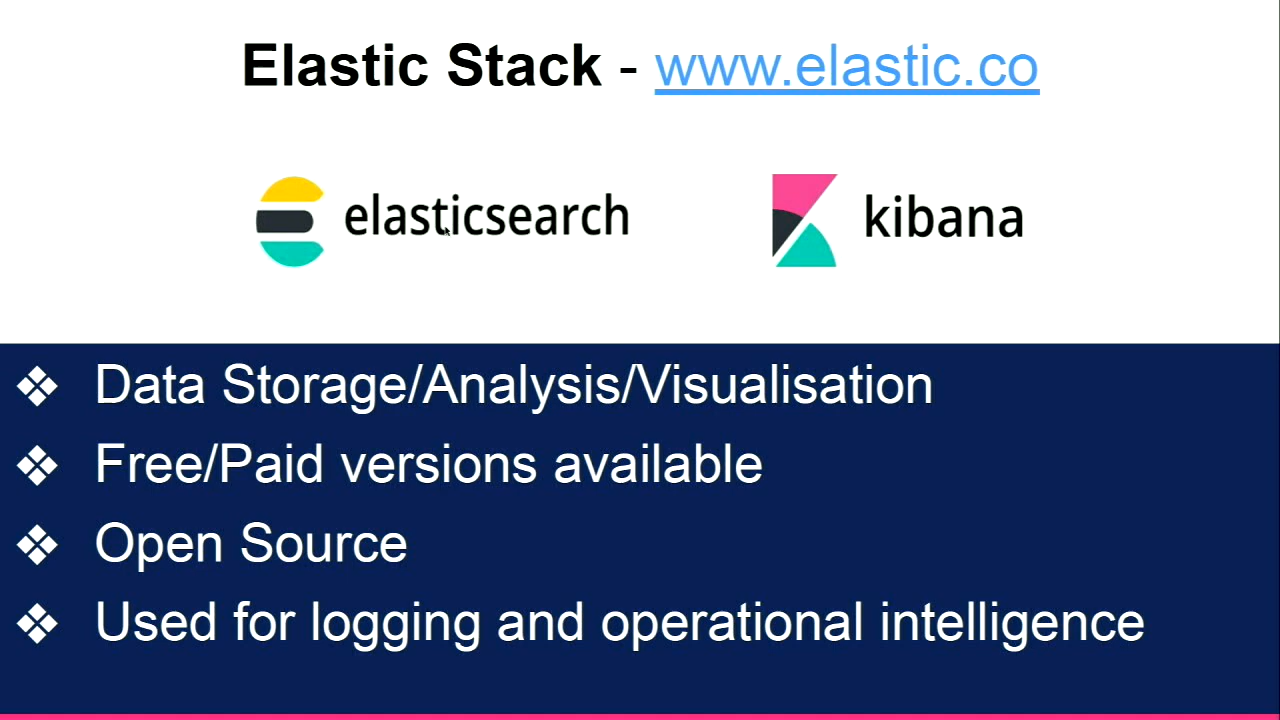 Elastic Stack - www.elastic.co
elasticsearch kibana
Data Storage/Analysis/Visualisation
Free/Paid versions available
Open Source
Used for logging and operational intelligence